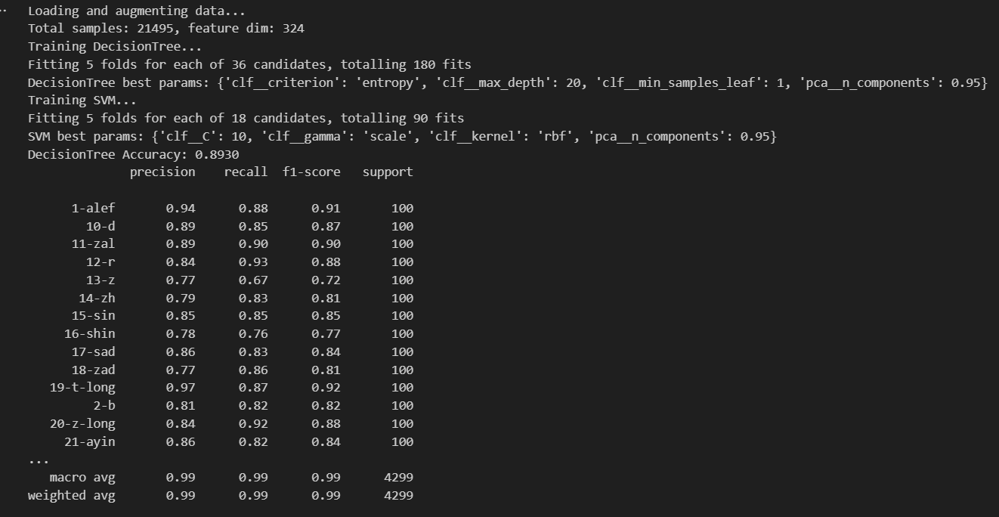 Loading and augmenting data...
Total samples: 21495, feature dim: 324
Training DecisionTree...
Fitting 5 folds for each of 36 candidates, totalling 180 fits
DecisionTree best params: {'clf__criterion': 'entropy', 'clf__max_depth': 20, 'clf__min_samples_leaf': 1, 'pca__n_components': 0.95}
Training SVM...
Fitting 5 folds for each of 18 candidates, totalling 90 fits
SVM best params: {'clf__C': 10, 'clf__gamma': 'scale', 'clf__kernel': 'rbf', 'pca__n_components': 0.95}
DecisionTree Accuracy: 0.8930
precision recall f1-score support
1-alef 0.94 0.88 0.91 100
10-d 0.89 0.85 0.87 100
11-zal 0.89 0.90 0.90 100
12-r 0.84 0.93 0.88 100
13-z 0.77 0.67 0.72 100
14-zh 0.79 0.83 0.81 100
15-sin 0.85 0.85 0.85 100
16-shin 0.78 0.76 0.77 100
17-sad 0.86 0.83 0.84 100
18-zad 0.77 0.86 0.81 100
19-t-long 0.97 0.87 0.92 100
2-b 0.81 0.82 0.82 100
20-z-long 0.84 0.92 0.88 100
21-ayin 0.86 0.82 0.84 100
...
macro avg 0.99 0.99 0.99 4299
weighted avg 0.99 0.99 0.99 4299